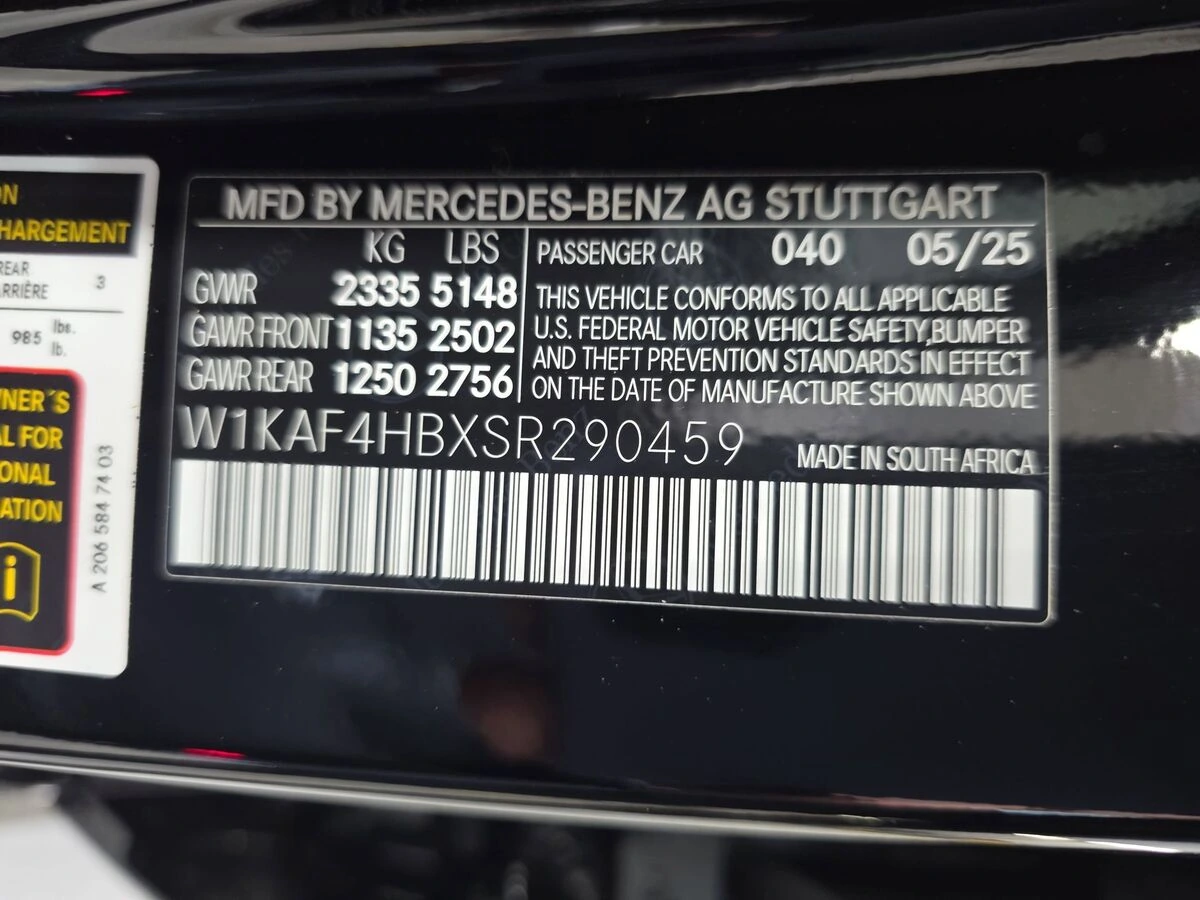 ON
HARGEMENT
REAR
ARRIÈRE 3
985 lbs.
lb.
WNER'S
AL FOR
IONAL
ATION
i
A 206 584 74 03
MFD BY MERCEDES-BENZ AG STUTTGART
KG LBS
GVWR 2335 5148
GAWR FRONT 1135 2502
GAWR REAR 1250 2756
PASSENGER CAR 040 05/25
THIS VEHICLE CONFORMS TO ALL APPLICABLE
U.S. FEDERAL MOTOR VEHICLE SAFETY,BUMPER
AND THEFT PREVENTION STANDARDS IN EFFECT
ON THE DATE OF MANUFACTURE SHOWN ABOVE
W1KAF4HBXSR290459
MADE IN SOUTH AFRICA